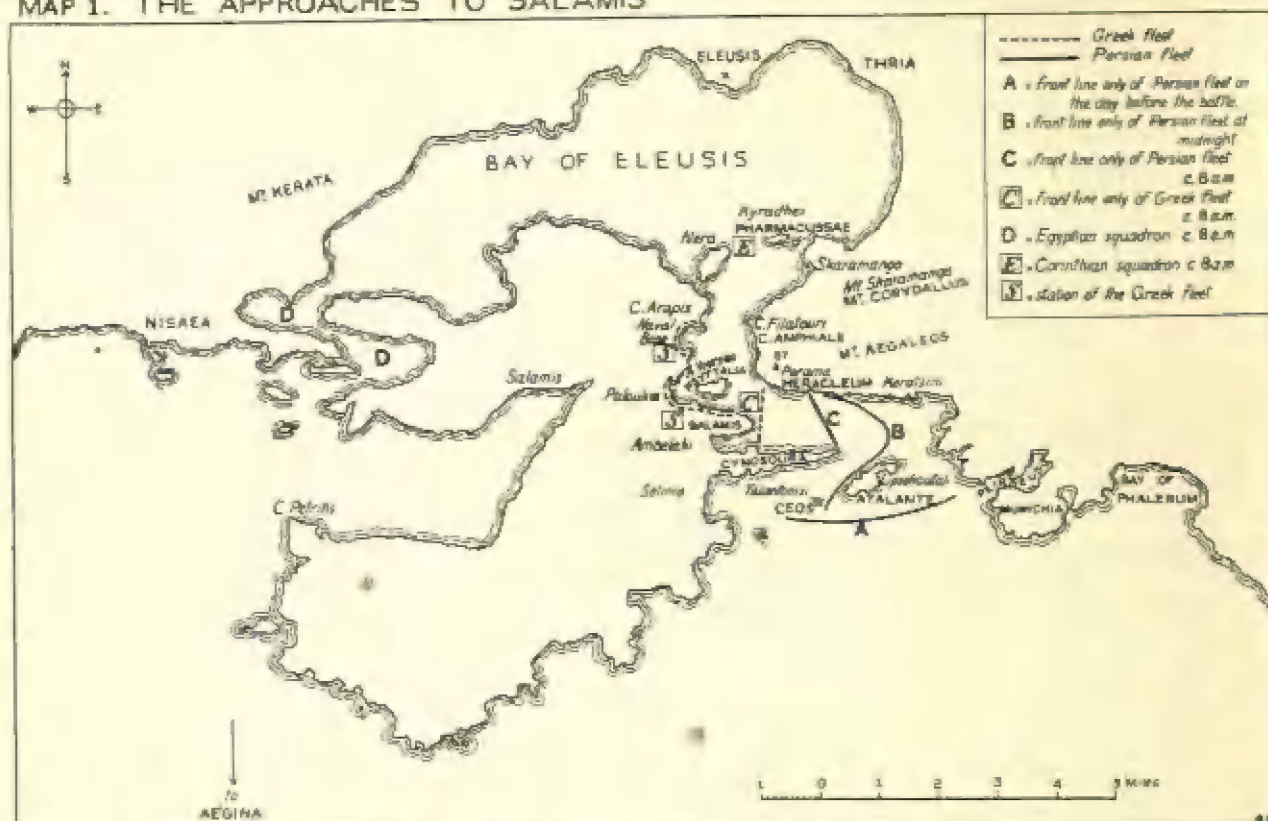 MAP 1. THE APPROACHES TO SALAMIS
Greek fleet
Persian fleet
A = front line only of Persian fleet on
the day before the battle.
B = front line only of Persian fleet at
midnight
C = front line only of Persian fleet
c. 8 a.m.
C = front line only of Greek fleet
c. 8 a.m.
D = Egyptian squadron c. 8 a.m.
E = Corinthian squadron c. 8 a.m.
= station of the Greek fleet
N
W
E
S
ELEUSIS
THRIA
BAY OF ELEUSIS
MT. KERATA
Kyradhes
PHARMACUSSAE
Nera
E
Skaramanga
Mt. Skaramanga
MT. CORYDALLUS
C. Arapis
Naval
Base
C. Filatouri
C. AMPHIALE
MT. AEGALEOS
NISAEA
D
D
Salamis
Perama
HERACLEUM
Keratsini
Paloukia
C
SALAMIS
C
B
Ambelaki
CYNOSOURA
Selinia
CEOS
ATALANTE
A
MUNICHIA
BAY OF
PHALERUM
C. Petritis
to
AEGINA
1 0 1 2 3 4 5 MILES